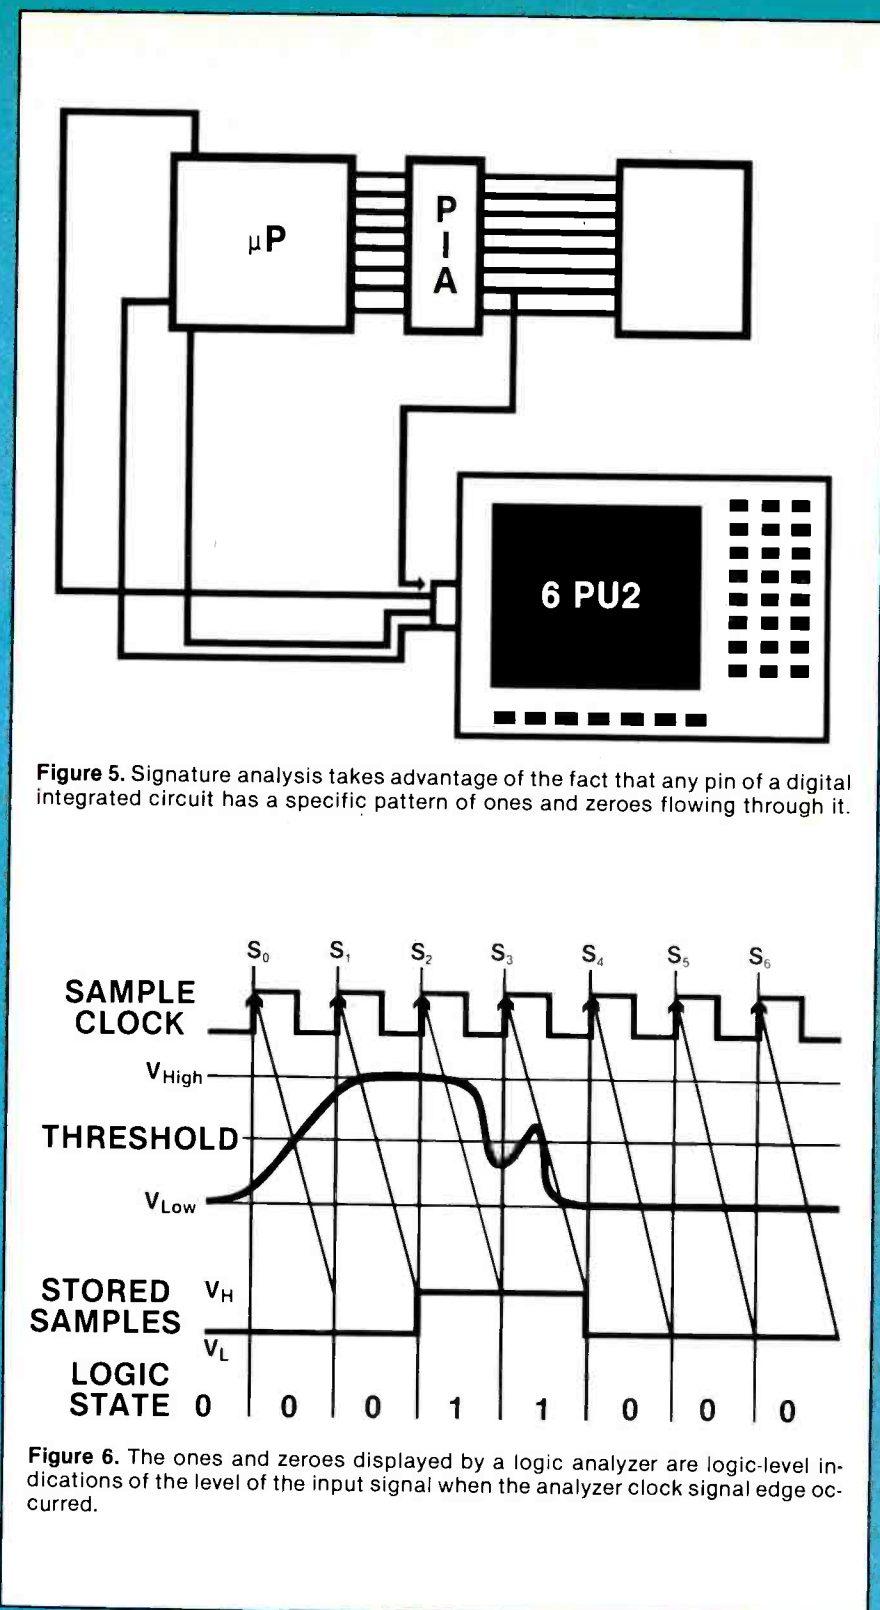 µP
P
I
A
6 PU2
Figure 5. Signature analysis takes advantage of the fact that any pin of a digital
integrated circuit has a specific pattern of ones and zeroes flowing through it.
S₀ S₁ S₂ S₃ S₄ S₅ S₆
SAMPLE
CLOCK
VHigh
THRESHOLD
VLow
STORED
SAMPLES
VH
VL
LOGIC
STATE 0 0 0 1 1 0 0 0
Figure 6. The ones and zeroes displayed by a logic analyzer are logic-level in-
dications of the level of the input signal when the analyzer clock signal edge oc-
curred.